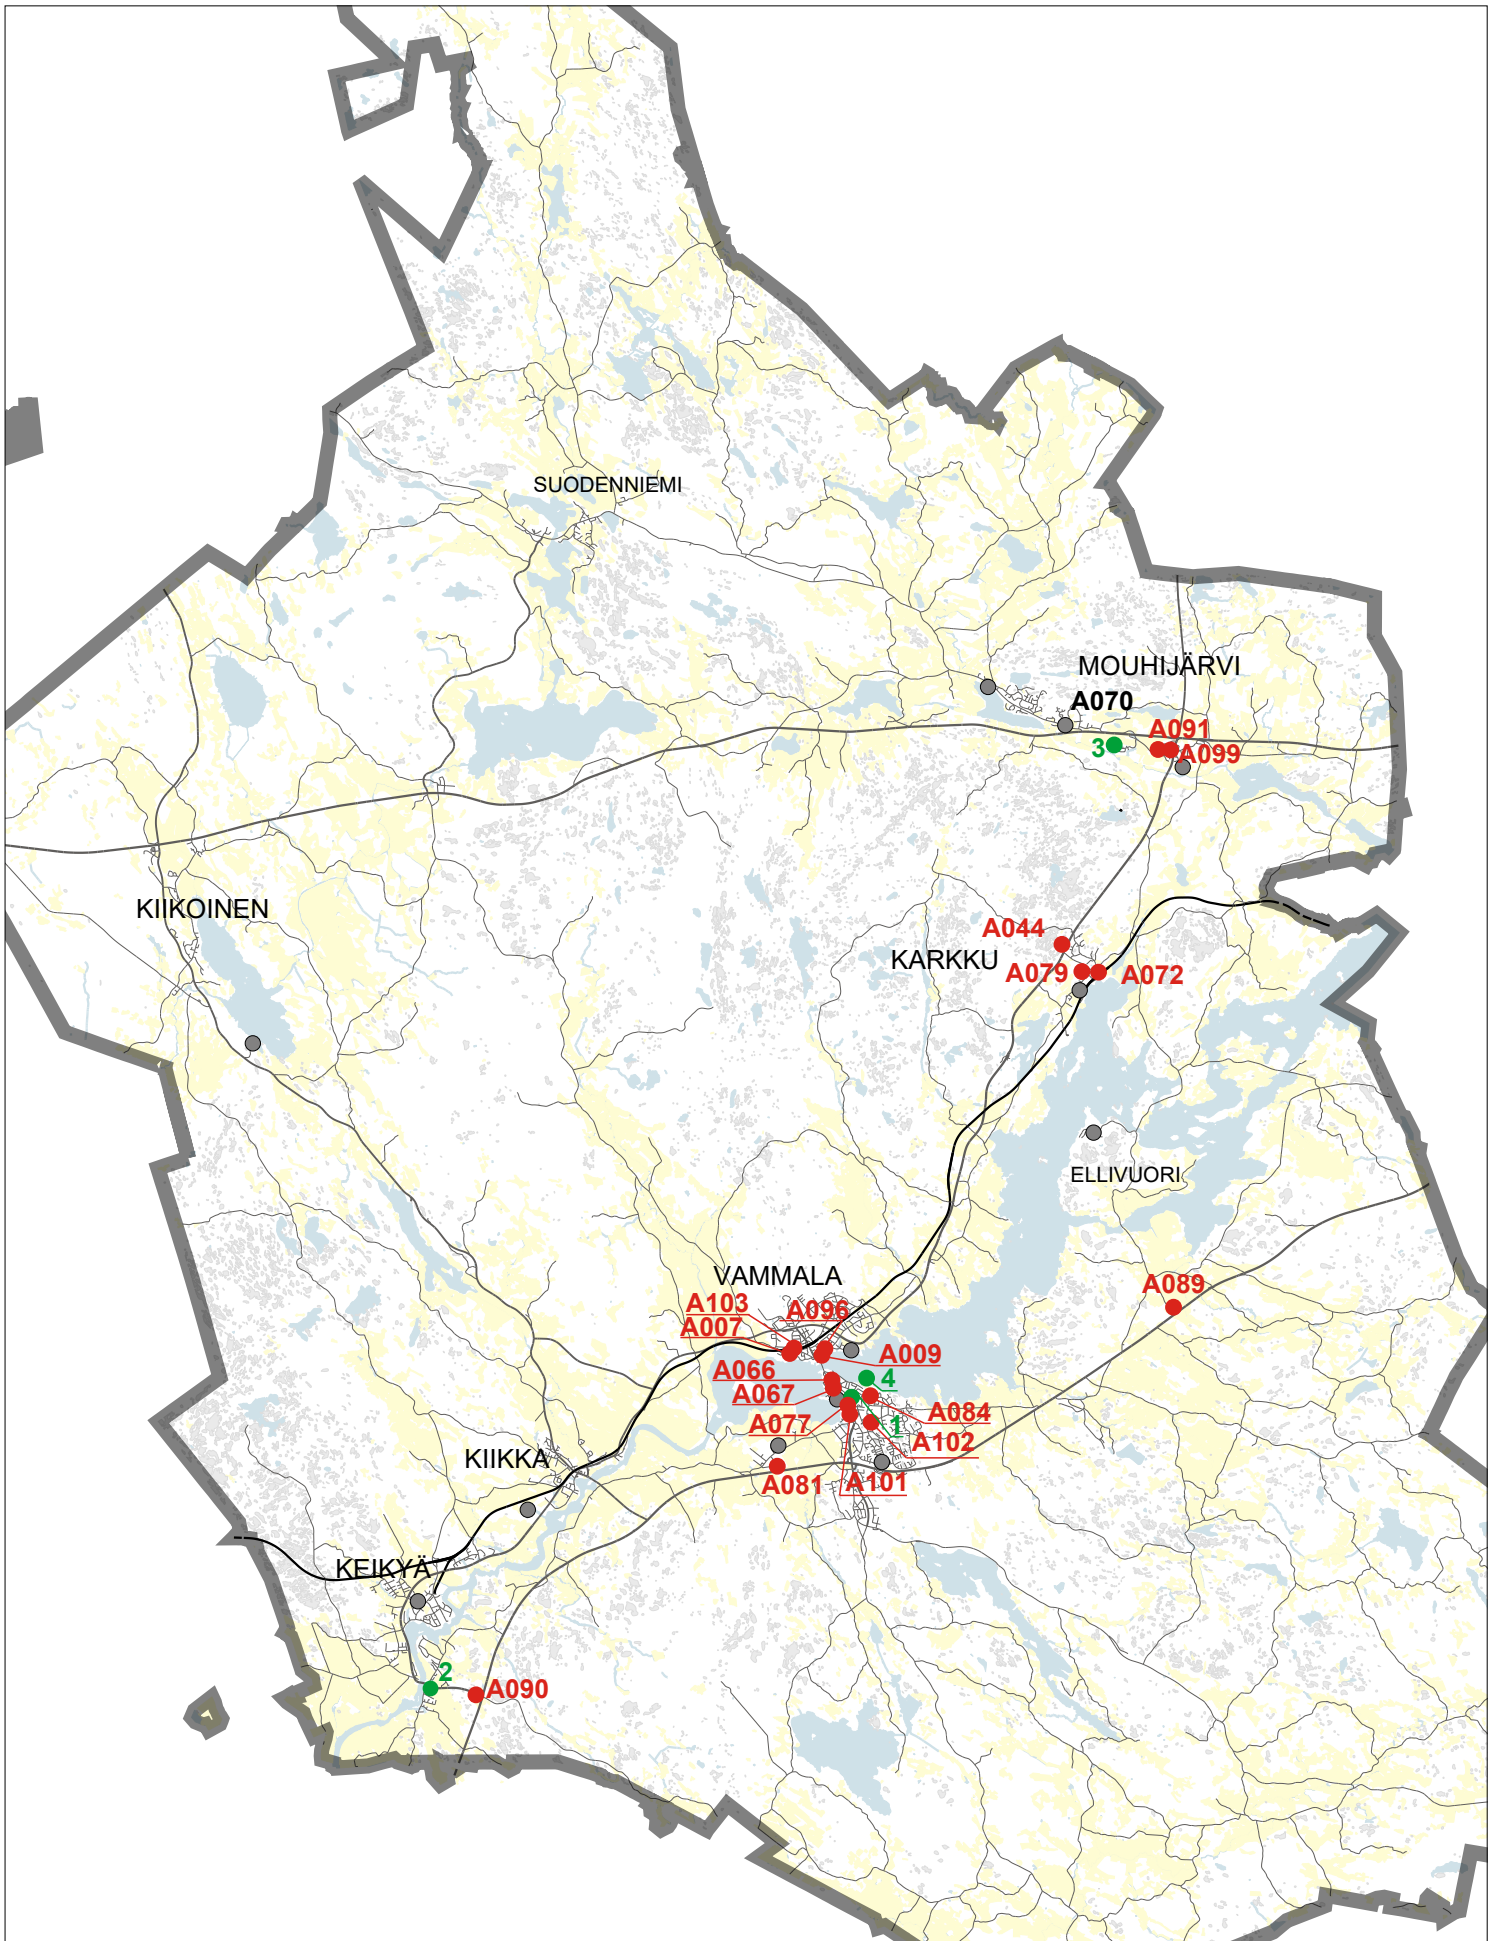 SUODENNIEMI
MOUHIJÄRVI
A070
A091
3
A099
KIIKOINEN
A044
KARKKU
A079
A072
ELLIVUORI
VAMMALA
A089
A103
A096
A007
A009
A066
4
A067
A084
A077
1
A102
KIIKKA
A081
A101
KEIKYÄ
2
A090